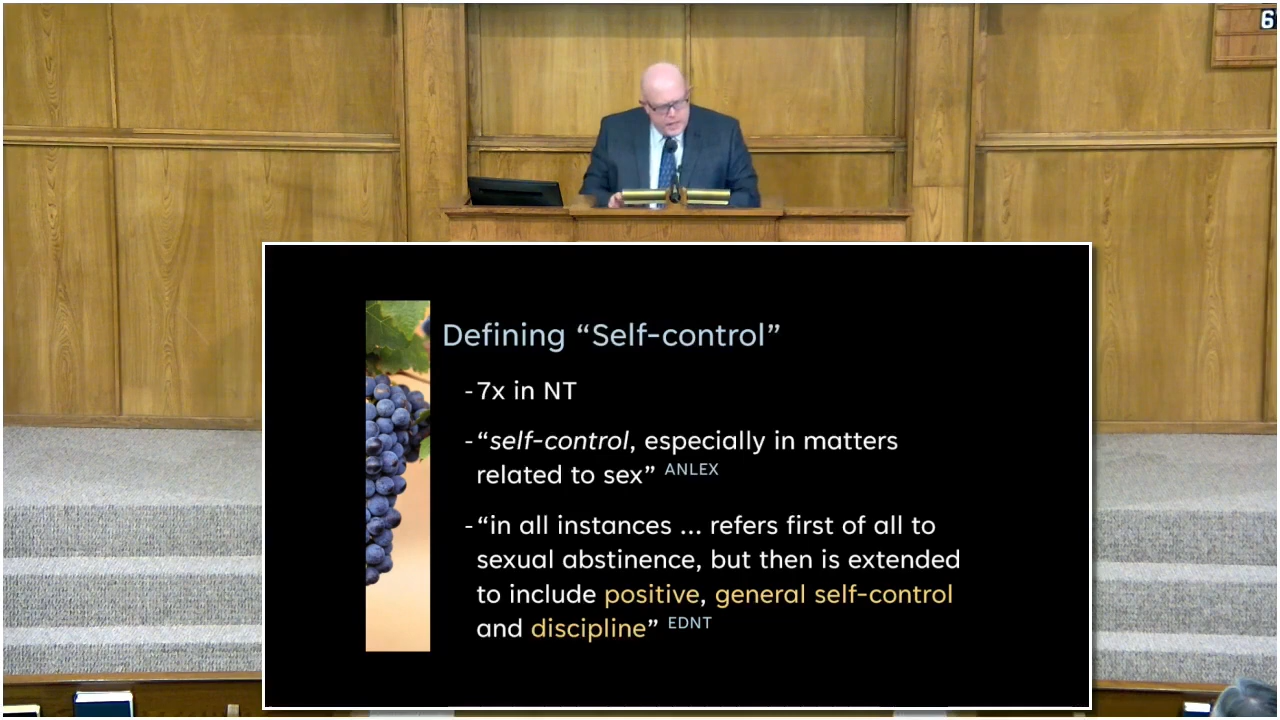 6
Defining “Self-control”
-7x in NT
-“self-control, especially in matters
related to sex” ANLEX
-“in all instances ... refers first of all to
sexual abstinence, but then is extended
to include positive, general self-control
and discipline” EDNT